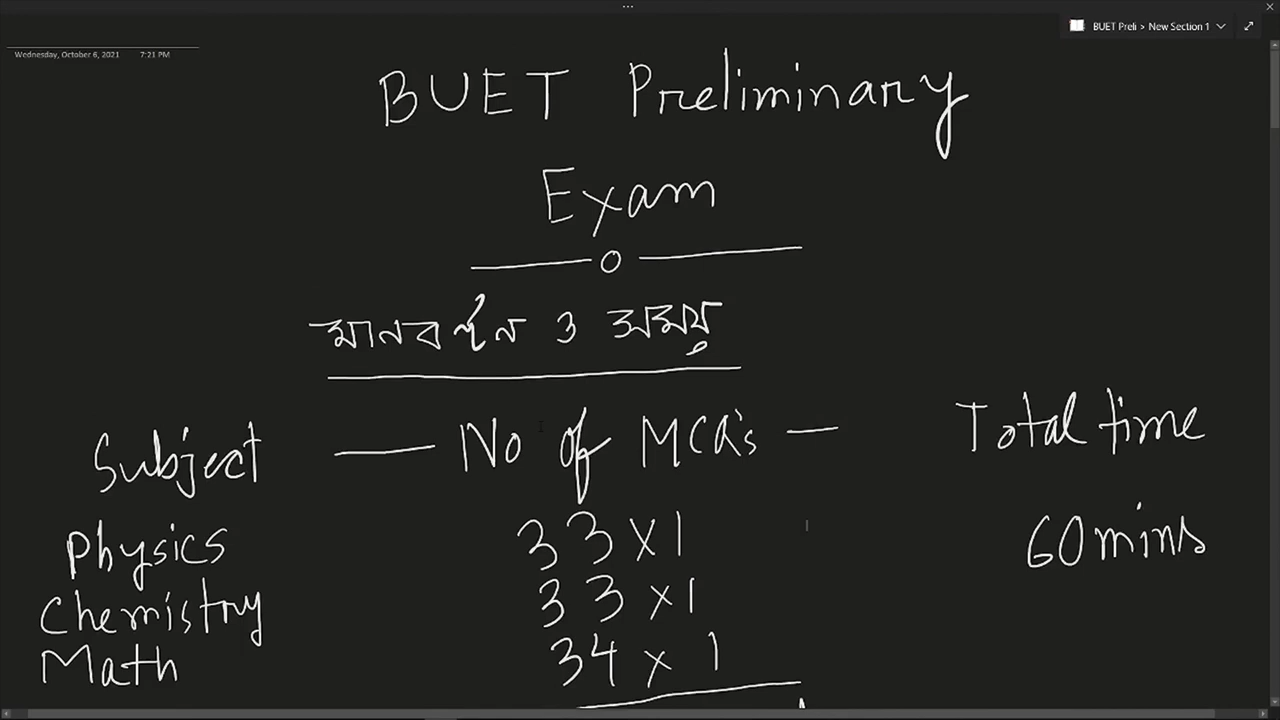 BUET Preli > New Section 1
Wednesday, October 6, 2021 7:21 PM
BUET Preliminary
Exam
মানবন্টন ও সময়
Subject — No of MCQ's — Total time
Physics 33 x 1 60 mins
Chemistry 33 x 1
Math 34 x 1